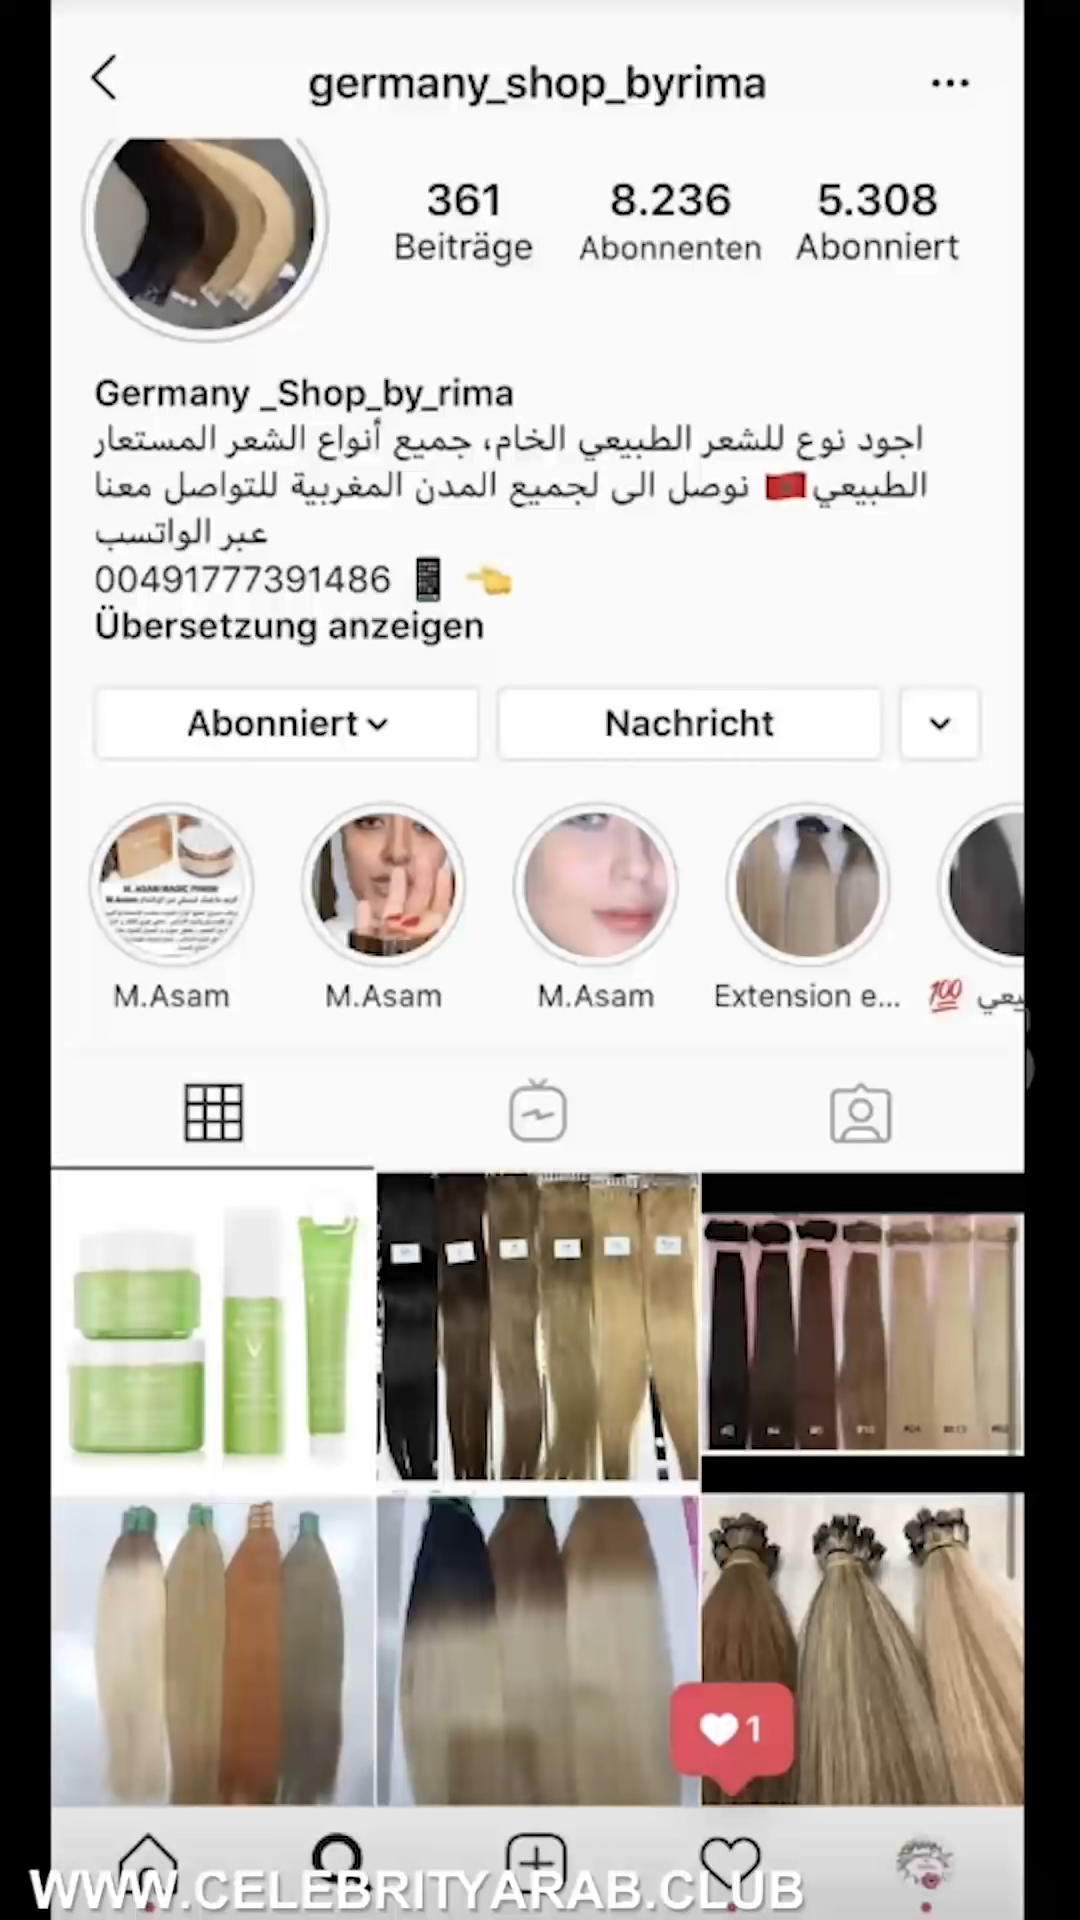 germany_shop_byrima
361
8.236
5.308
Beiträge
Abonnenten
Abonniert
Germany _Shop_by_rima
اجود نوع للشعر الطبيعي الخام، جميع أنواع الشعر المستعار
الطبيعي🇲🇦 نوصل الى لجميع المدن المغربية للتواصل معنا
عبر الواتسب
00491777391486 📱 👈
Übersetzung anzeigen
Abonniert
Nachricht
M.Asam
M.Asam
M.Asam
Extension e...
💯
1
WWW.CELEBRITYARAB.CLUB